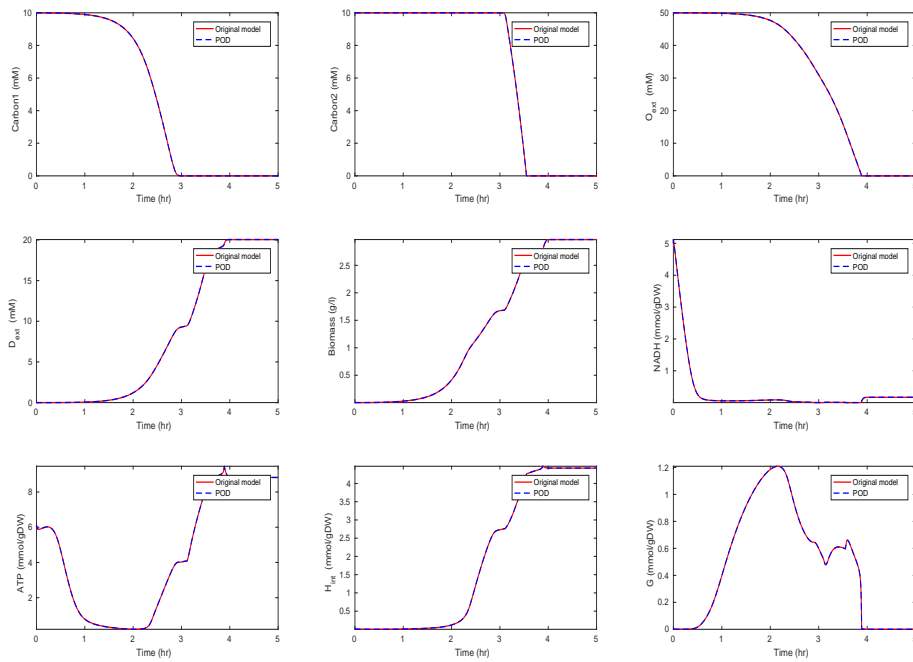 10
8
6
4
2
0
Carbon1 (mM)
0 1 2 3 4 5
Time (hr)
Original model
POD
10
8
6
4
2
0
Carbon2 (mM)
0 1 2 3 4 5
Time (hr)
Original model
POD
50
40
30
20
10
0
O_ext (mM)
0 1 2 3 4
Time (hr)
Original model
POD
20
15
10
5
0
D_ext (mM)
0 1 2 3 4 5
Time (hr)
Original model
POD
2.5
2
1.5
1
0.5
Biomass (g/l)
0 1 2 3 4 5
Time (hr)
Original model
POD
5
4
3
2
1
NADH (mmol/gDW)
0 1 2 3 4
Time (hr)
Original model
POD
8
6
4
2
ATP (mmol/gDW)
0 1 2 3 4 5
Time (hr)
Original model
POD
4
3.5
3
2.5
2
1.5
1
0.5
H_int (mmol/gDW)
0 1 2 3 4 5
Time (hr)
Original model
POD
1.2
1
0.8
0.6
0.4
0.2
0
G (mmol/gDW)
0 1 2 3 4
Time (hr)
Original model
POD